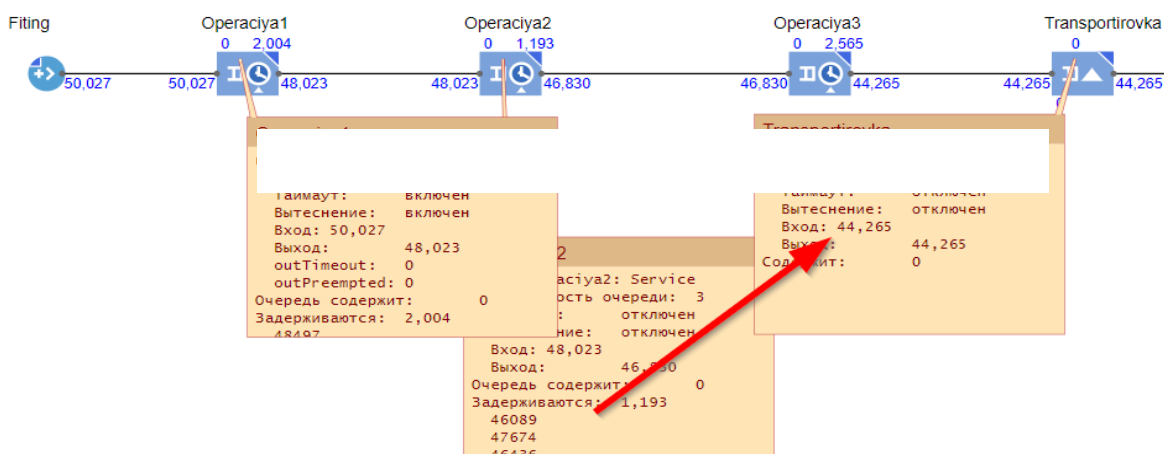 Fiting
Operaciya1
Operaciya2
Operaciya3
Transportirovka
0 2,004
0 1,193
0 2,565
0
50,027
50,027
48,023
48,023
46,830
46,830
44,265
44,265
44,265
Таймаут: включен
Вытеснение: включен
Вход: 50,027
Выход: 48,023
outTimeout: 0
outPreempted: 0
Очередь содержит: 0
Задерживаются: 2,004
48497
2
aciya2: Service
ость очереди: 3
: отключен
ние: отключен
Вход: 48,023
Выход:
Очередь содержит: 0
Задерживаются: 1,193
46089
47674
46436
Transportirovka
Таймаут: отключен
Вытеснение: отключен
Вход: 44,265
Выход: 44,265
Содержит: 0